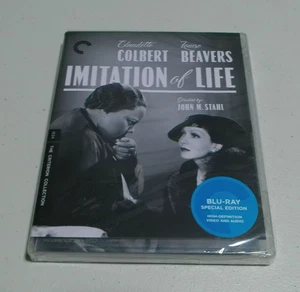 Claudette Louise
COLBERT BEAVERS
IMITATION of LIFE
Directed by
JOHN M. STAHL
THE CRITERION COLLECTION
BLU-RAY
SPECIAL EDITION
HIGH-DEFINITION
VIDEO AND AUDIO